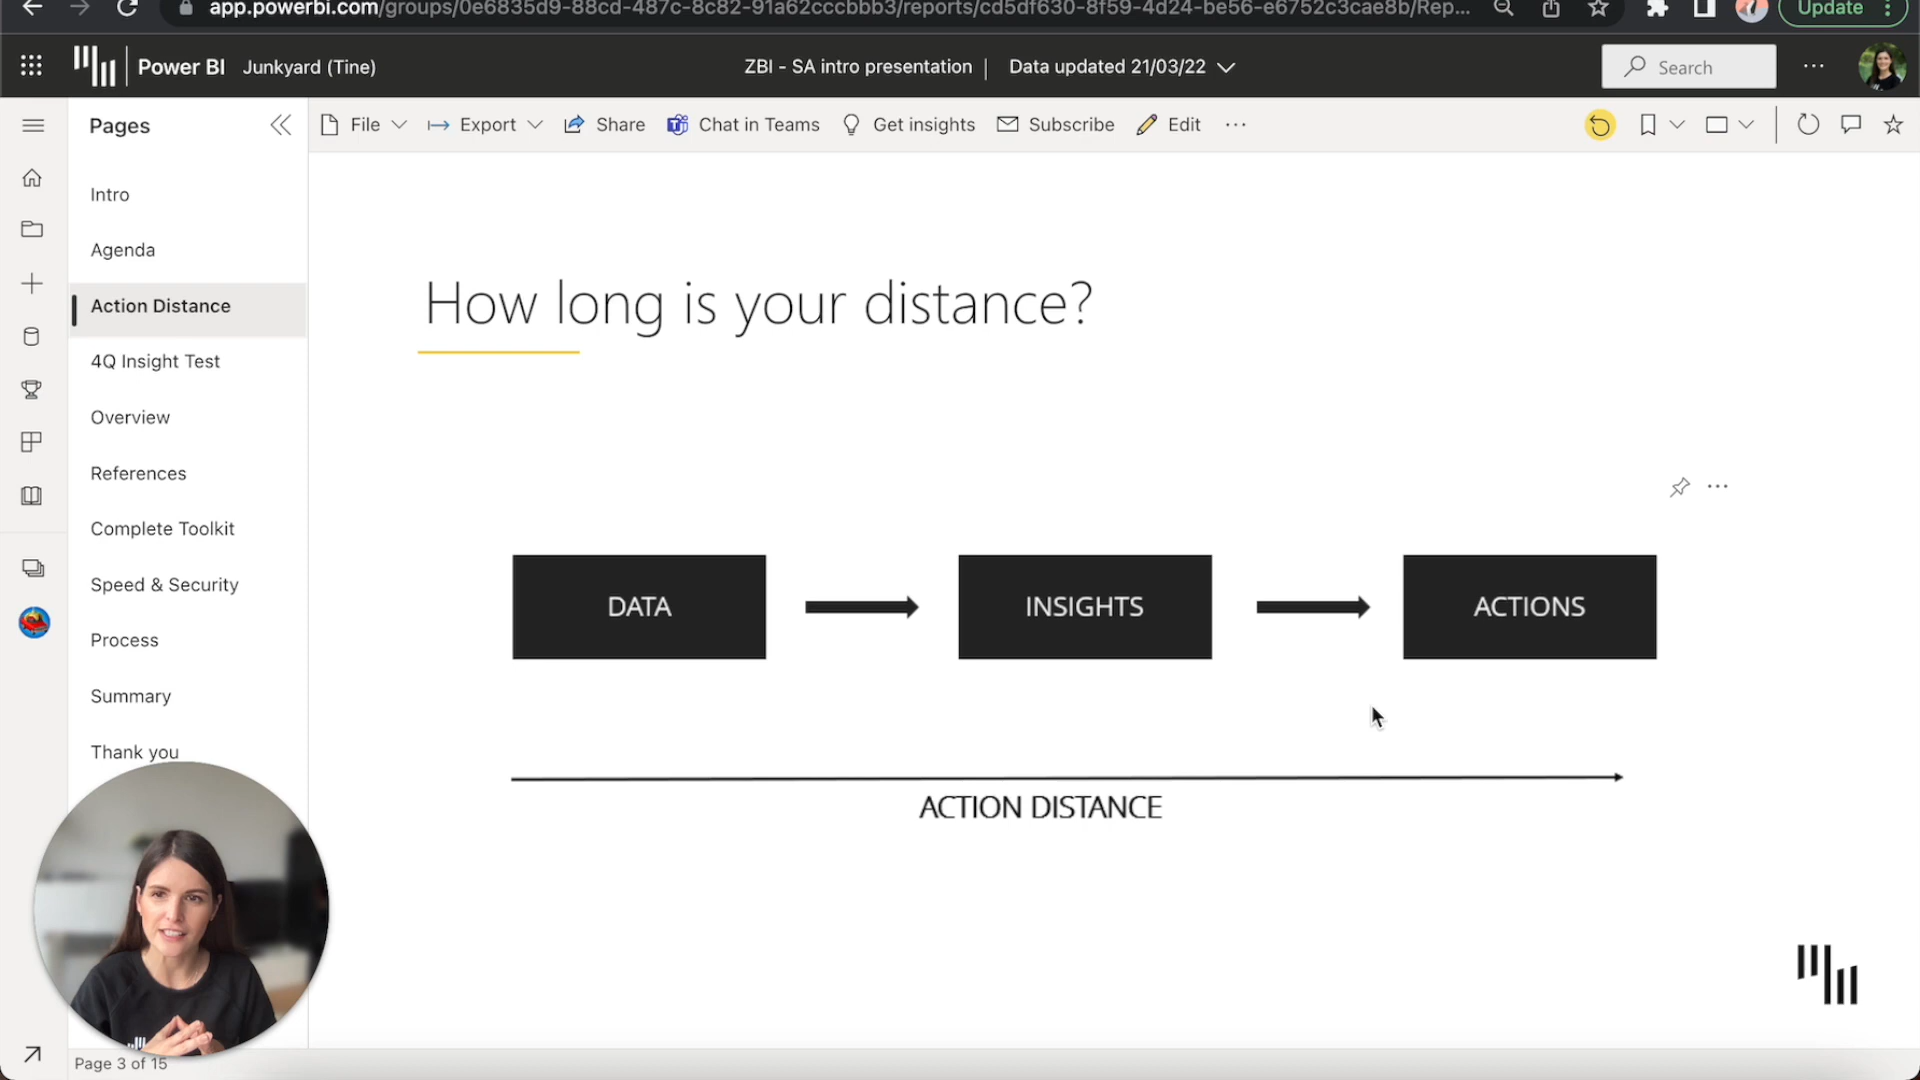 app.powerbi.com/groups/0e6835d9-88cd-487c-8c82-91a62cccbbb3/reports/cd5df630-8f59-4d24-be56-e6752c3cae8b/Rep...
Update
Power BI
Junkyard (Tine)
ZBI - SA intro presentation | Data updated 21/03/22
Search
Pages
File
Export
Share
Chat in Teams
Get insights
Subscribe
Edit
Intro
Agenda
Action Distance
4Q Insight Test
Overview
References
Complete Toolkit
Speed & Security
Process
Summary
Thank you
How long is your distance?
DATA
INSIGHTS
ACTIONS
ACTION DISTANCE
Page 3 of 15